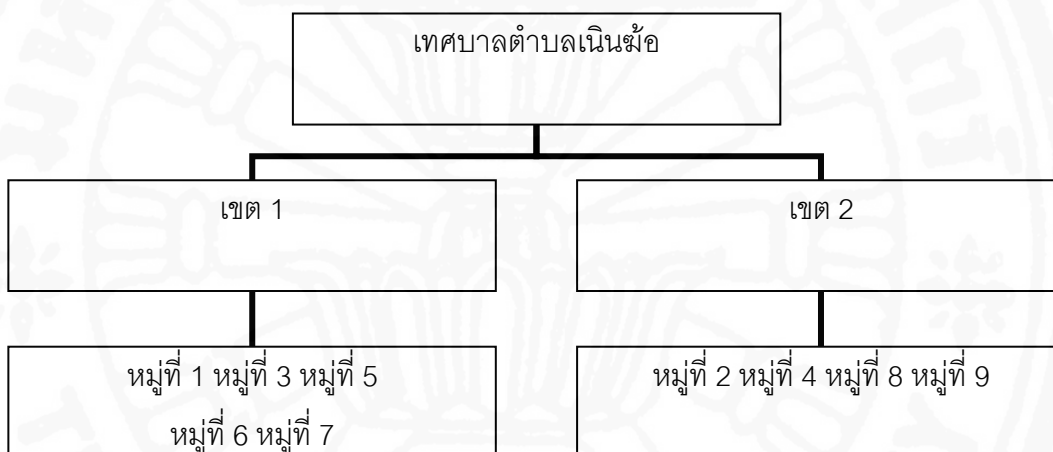 เทศบาลตำบลเนินฆ้อ
เขต 1
เขต 2
หมู่ที่ 1 หมู่ที่ 3 หมู่ที่ 5
หมู่ที่ 6 หมู่ที่ 7
หมู่ที่ 2 หมู่ที่ 4 หมู่ที่ 8 หมู่ที่ 9